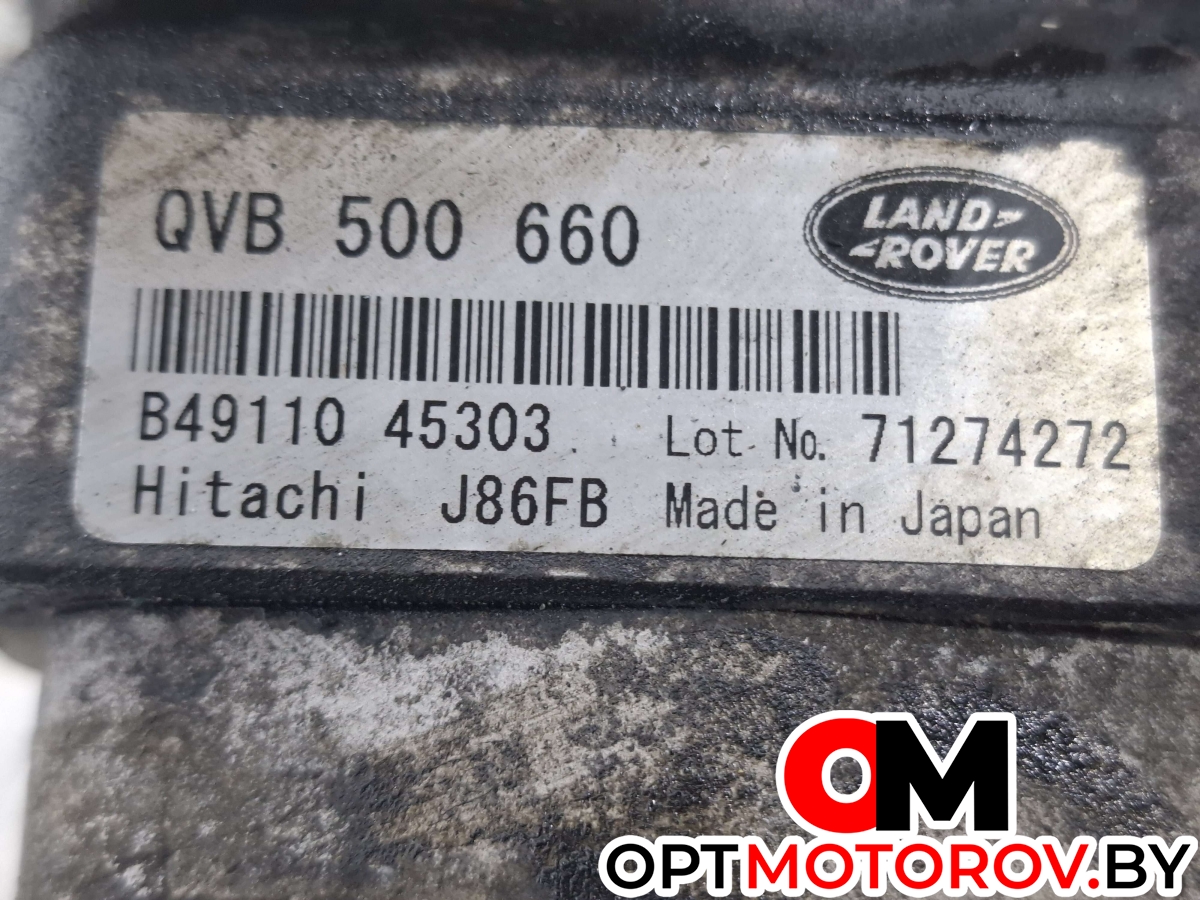 QVB 500 660
LAND
ROVER
B49110 45303 Lot No. 71274272
Hitachi J86FB Made in Japan
OM
OPTMOTOROV.BY